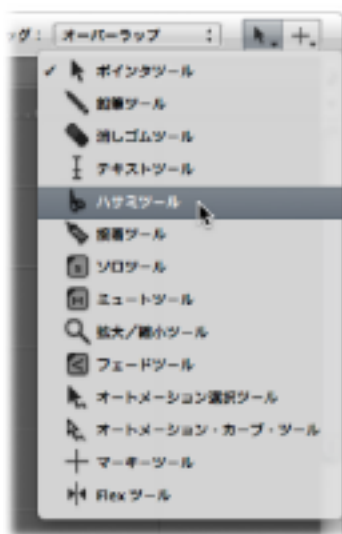 ッグ： オーバーラップ
ポインタツール
鉛筆ツール
消しゴムツール
テキストツール
ハサミツール
接着ツール
ソロツール
ミュートツール
拡大／縮小ツール
フェードツール
オートメーション選択ツール
オートメーション・カーブ・ツール
マーキーツール
Flex ツール